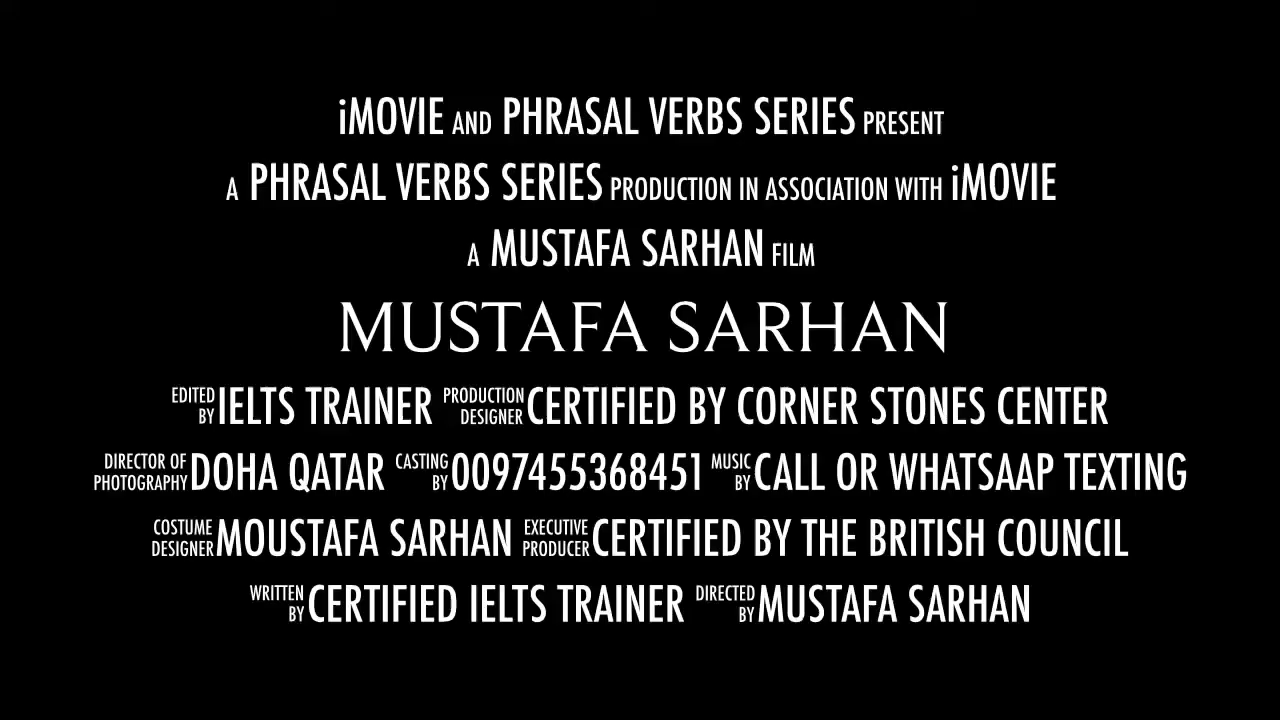 iMOVIE AND PHRASAL VERBS SERIES PRESENT
A PHRASAL VERBS SERIES PRODUCTION IN ASSOCIATION WITH iMOVIE
A MUSTAFA SARHAN FILM
MUSTAFA SARHAN
EDITED BY IELTS TRAINER PRODUCTION DESIGNER CERTIFIED BY CORNER STONES CENTER
DIRECTOR OF PHOTOGRAPHY DOHA QATAR CASTING BY 0097455368451 MUSIC BY CALL OR WHATSAAP TEXTING
COSTUME DESIGNER MOUSTAFA SARHAN EXECUTIVE PRODUCER CERTIFIED BY THE BRITISH COUNCIL
WRITTEN BY CERTIFIED IELTS TRAINER DIRECTED BY MUSTAFA SARHAN